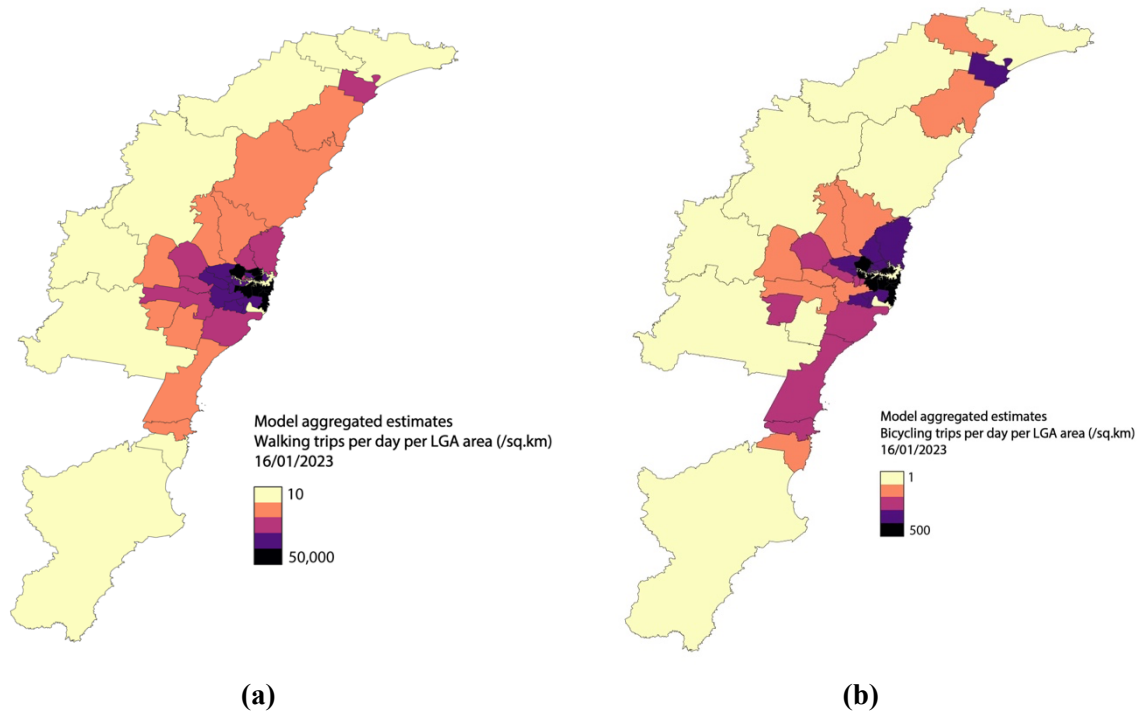 Model aggregated estimates
Walking trips per day per LGA area (/sq.km)
16/01/2023
10
50,000
(a)
Model aggregated estimates
Bicycling trips per day per LGA area (/sq.km)
16/01/2023
1
500
(b)